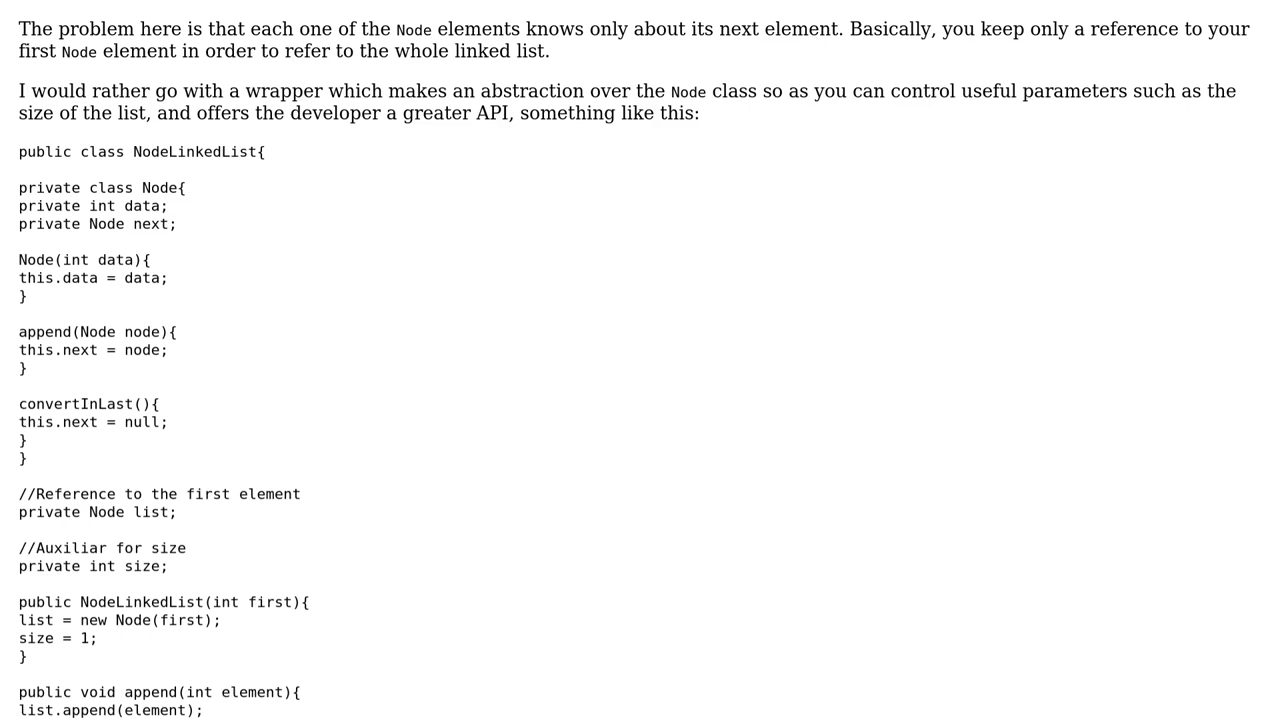 The problem here is that each one of the Node elements knows only about its next element. Basically, you keep only a reference to your
first Node element in order to refer to the whole linked list.
I would rather go with a wrapper which makes an abstraction over the Node class so as you can control useful parameters such as the
size of the list, and offers the developer a greater API, something like this:
public class NodeLinkedList{
private class Node{
private int data;
private Node next;
Node(int data){
this.data = data;
}
append(Node node){
this.next = node;
}
convertInLast(){
this.next = null;
}
}
//Reference to the first element
private Node list;
//Auxiliar for size
private int size;
public NodeLinkedList(int first){
list = new Node(first);
size = 1;
}
public void append(int element){
list.append(element);